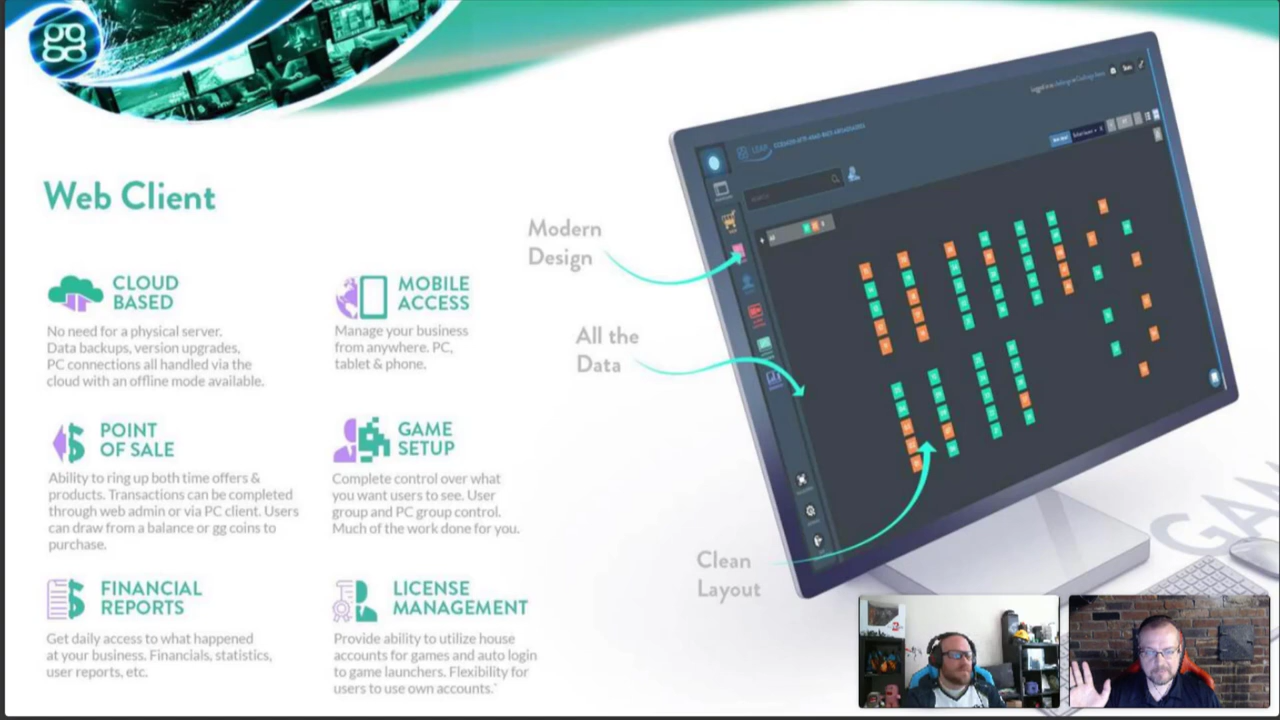 Web Client
CLOUD
BASED
No need for a physical server.
Data backups, version upgrades,
PC connections all handled via the
cloud with an offline mode available.
MOBILE
ACCESS
Manage your business
from anywhere. PC,
tablet & phone.
POINT
OF SALE
Ability to ring up both time offers &
products. Transactions can be completed
through web admin or via PC client. Users
can draw from a balance or gg coins to
purchase.
GAME
SETUP
Complete control over what
you want users to see. User
group and PC group control.
Much of the work done for you.
FINANCIAL
REPORTS
Get daily access to what happened
at your business. Financials, statistics,
user reports, etc.
LICENSE
MANAGEMENT
Provide ability to utilize house
accounts for games and auto login
to game launchers. Flexibility for
users to use own accounts.*
Modern
Design
All the
Data
Clean
Layout
LEAP